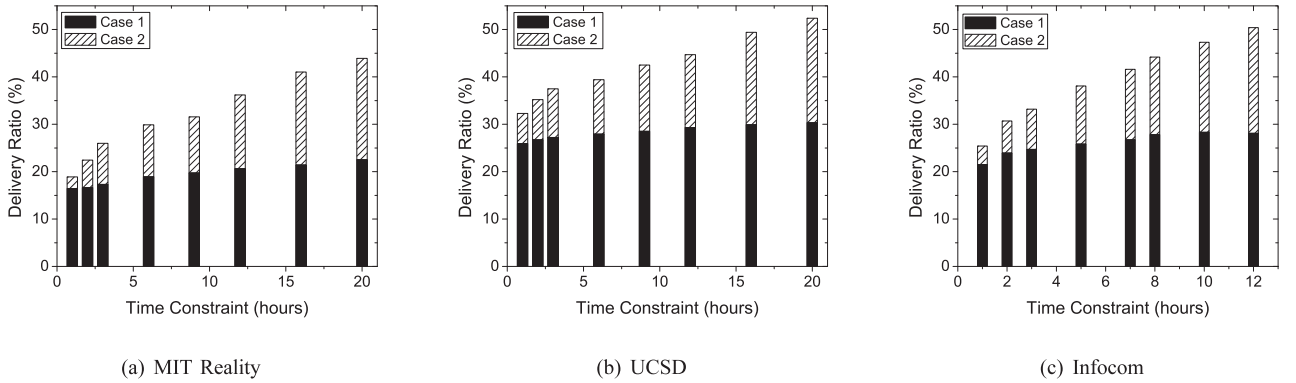 Case 1
Case 2
Delivery Ratio (%)
50
40
30
20
10
0
0 5 10 15 20
Time Constraint (hours)
(a) MIT Reality
Case 1
Case 2
Delivery Ratio (%)
50
40
30
20
10
0
0 5 10 15 20
Time Constraint (hours)
(b) UCSD
Case 1
Case 2
Delivery Ratio (%)
50
40
30
20
10
0
0 2 4 6 8 10 12
Time Constraint (hours)
(c) Infocom